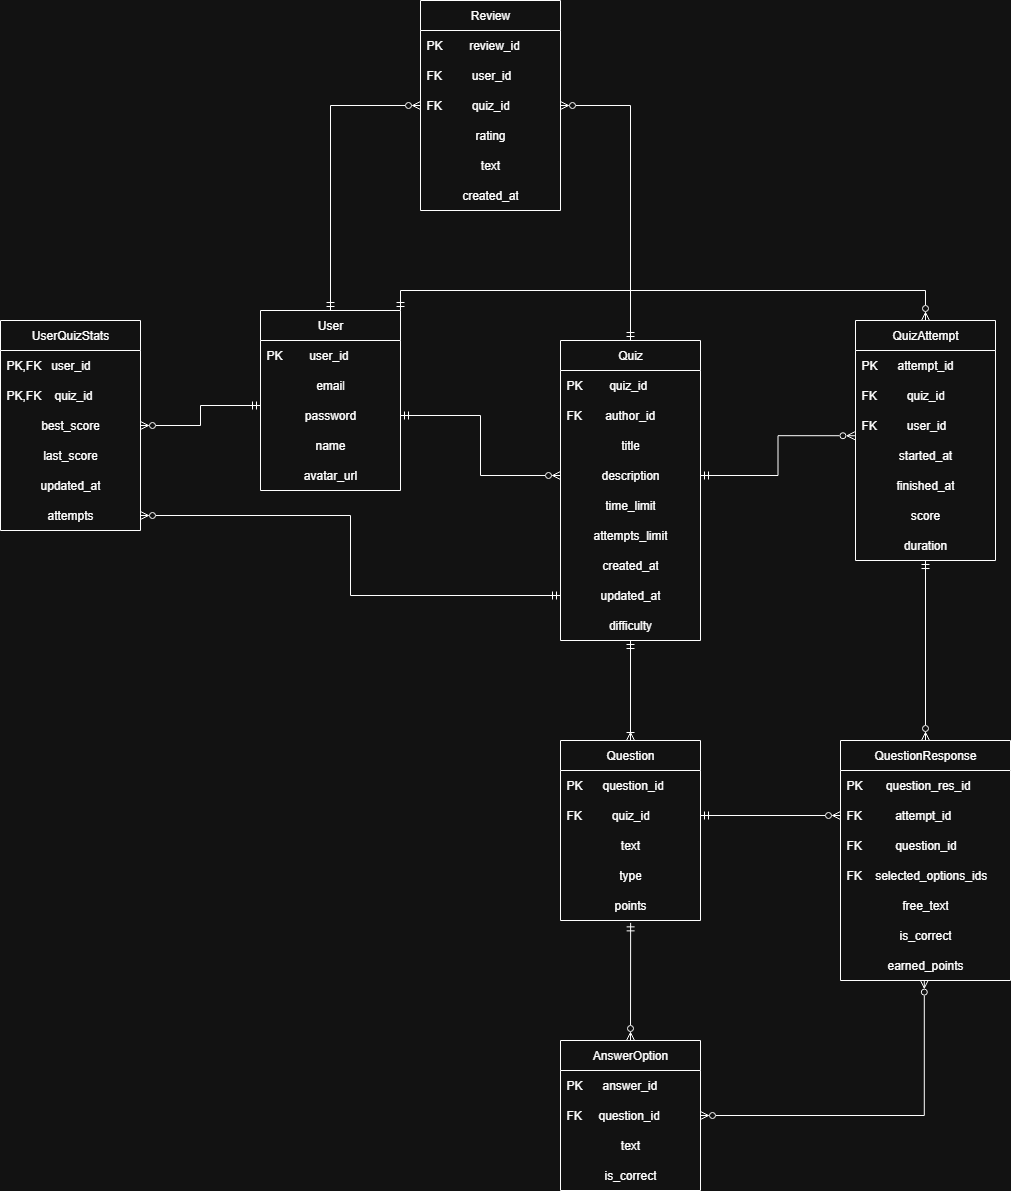 Review
PK review_id
FK user_id
FK quiz_id
rating
text
created_at
UserQuizStats
PK,FK user_id
PK,FK quiz_id
best_score
last_score
updated_at
attempts
User
PK user_id
email
password
name
avatar_url
Quiz
PK quiz_id
FK author_id
title
description
time_limit
attempts_limit
created_at
updated_at
difficulty
QuizAttempt
PK attempt_id
FK quiz_id
FK user_id
started_at
finished_at
score
duration
Question
PK question_id
FK quiz_id
text
type
points
QuestionResponse
PK question_res_id
FK attempt_id
FK question_id
FK selected_options_ids
free_text
is_correct
earned_points
AnswerOption
PK answer_id
FK question_id
text
is_correct